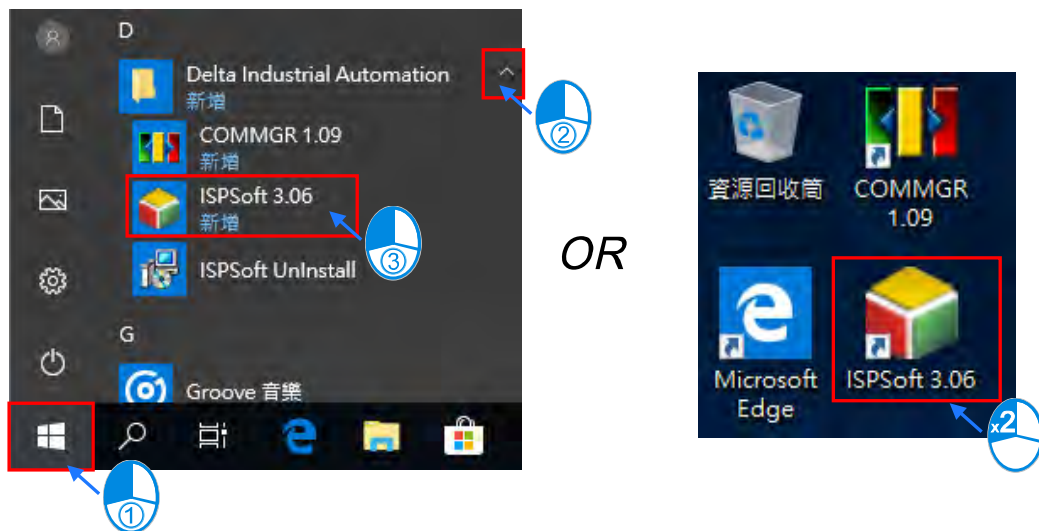 D
Delta Industrial Automation
新增
②
COMMGR 1.09
新增
ISPSoft 3.06
新增
③
ISPSoft UnInstall
G
Groove 音樂
①
OR
資源回收筒
COMMGR
1.09
Microsoft
Edge
ISPSoft 3.06
x2